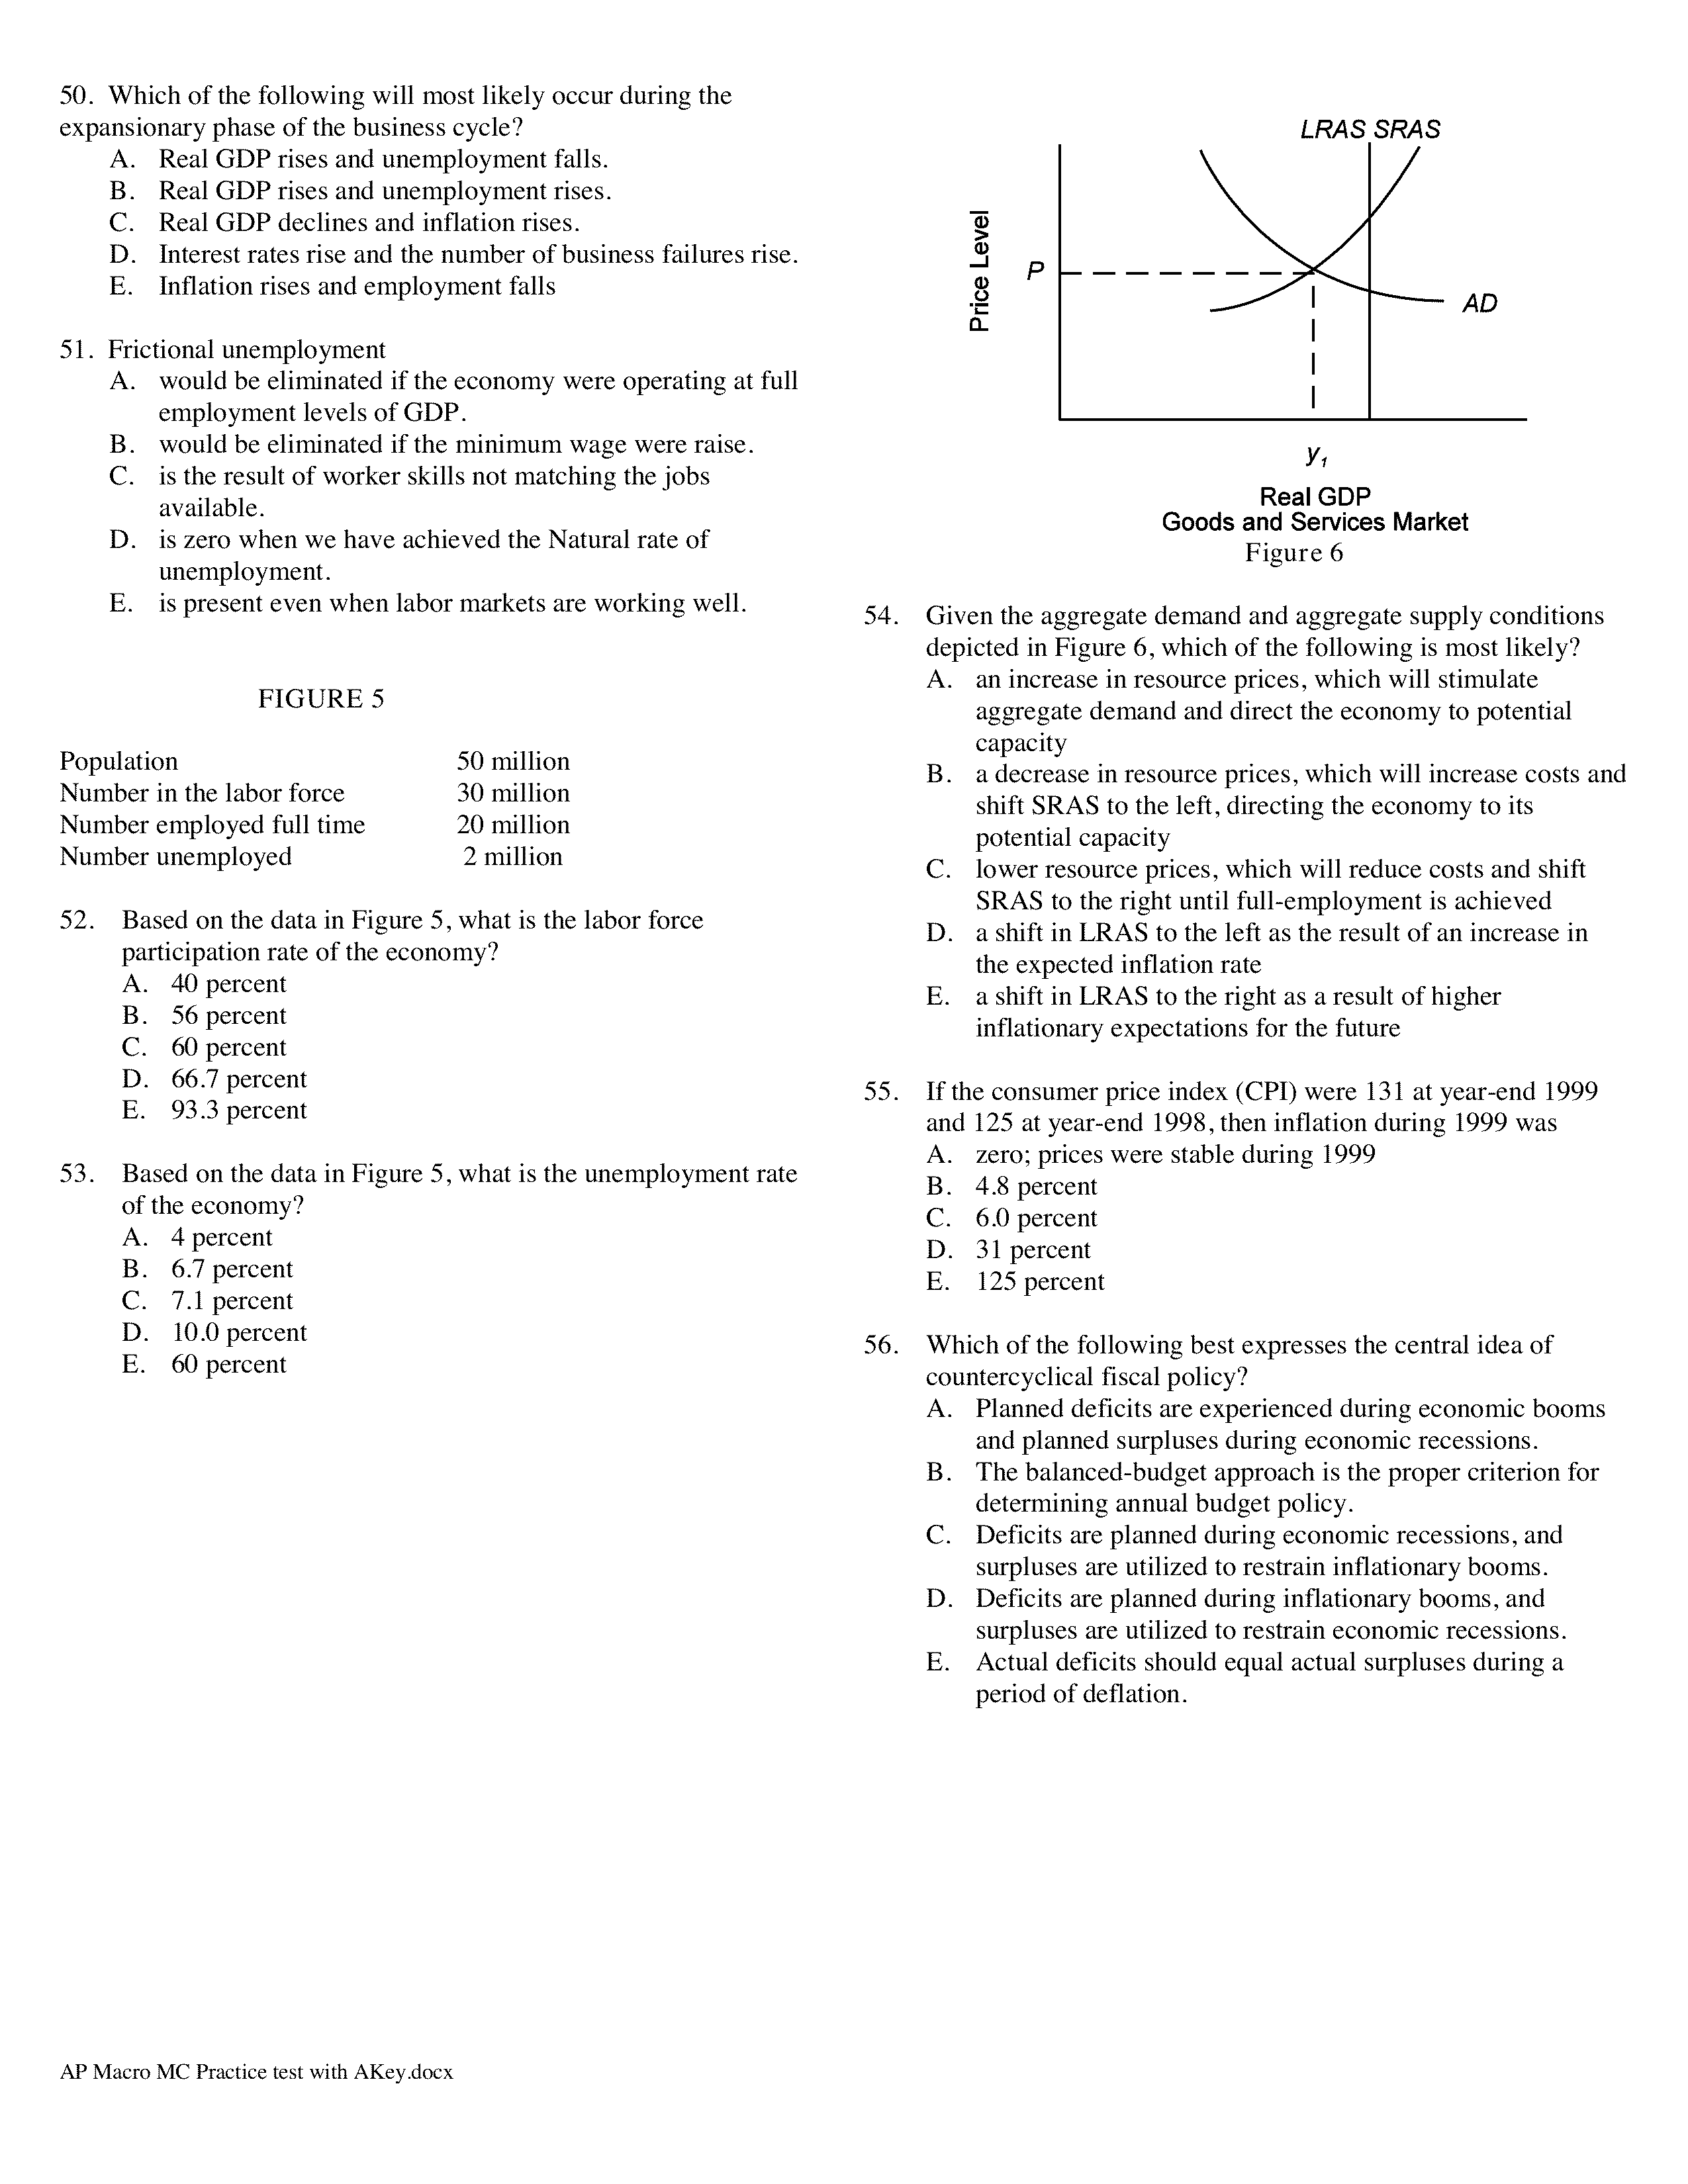 50.  Which of the following will most likely occur during the
expansionary phase of the business cycle?
A.   Real GDP rises and unemployment falls.
B.   Real GDP rises and unemployment rises.
C.   Real GDP declines and inflation rises.
D.   Interest rates rise and the number of business failures rise.
E.   Inflation rises and employment falls
51.  Frictional unemployment
A.   would be eliminated if the economy were operating at full
employment levels of GDP.
B.   would be eliminated if the minimum wage were raise.
C.   is the result of worker skills not matching the jobs
available.
D.   is zero when we have achieved the Natural rate of
unemployment.
E.   is present even when labor markets are working well.
FIGURE 5
Population 50 million
Number in the labor force 30 million
Number employed full time 20 million
Number unemployed 2 million
52.   Based on the data in Figure 5, what is the labor force
participation rate of the economy?
A.   40 percent
B.   56 percent
C.   60 percent
D.   66.7 percent
E.   93.3 percent
53.   Based on the data in Figure 5, what is the unemployment rate
of the economy?
A.   4 percent
B.   6.7 percent
C.   7.1 percent
D.   10.0 percent
E.   60 percent
LRAS SRAS
Price Level
P
AD
y1
Real GDP
Goods and Services Market
Figure 6
54.   Given the aggregate demand and aggregate supply conditions
depicted in Figure 6, which of the following is most likely?
A.   an increase in resource prices, which will stimulate
aggregate demand and direct the economy to potential
capacity
B.   a decrease in resource prices, which will increase costs and
shift SRAS to the left, directing the economy to its
potential capacity
C.   lower resource prices, which will reduce costs and shift
SRAS to the right until full-employment is achieved
D.   a shift in LRAS to the left as the result of an increase in
the expected inflation rate
E.   a shift in LRAS to the right as a result of higher
inflationary expectations for the future
55.   If the consumer price index (CPI) were 131 at year-end 1999
and 125 at year-end 1998, then inflation during 1999 was
A.   zero; prices were stable during 1999
B.   4.8 percent
C.   6.0 percent
D.   31 percent
E.   125 percent
56.   Which of the following best expresses the central idea of
countercyclical fiscal policy?
A.   Planned deficits are experienced during economic booms
and planned surpluses during economic recessions.
B.   The balanced-budget approach is the proper criterion for
determining annual budget policy.
C.   Deficits are planned during economic recessions, and
surpluses are utilized to restrain inflationary booms.
D.   Deficits are planned during inflationary booms, and
surpluses are utilized to restrain economic recessions.
E.   Actual deficits should equal actual surpluses during a
period of deflation.
AP Macro MC Practice test with AKey.docx